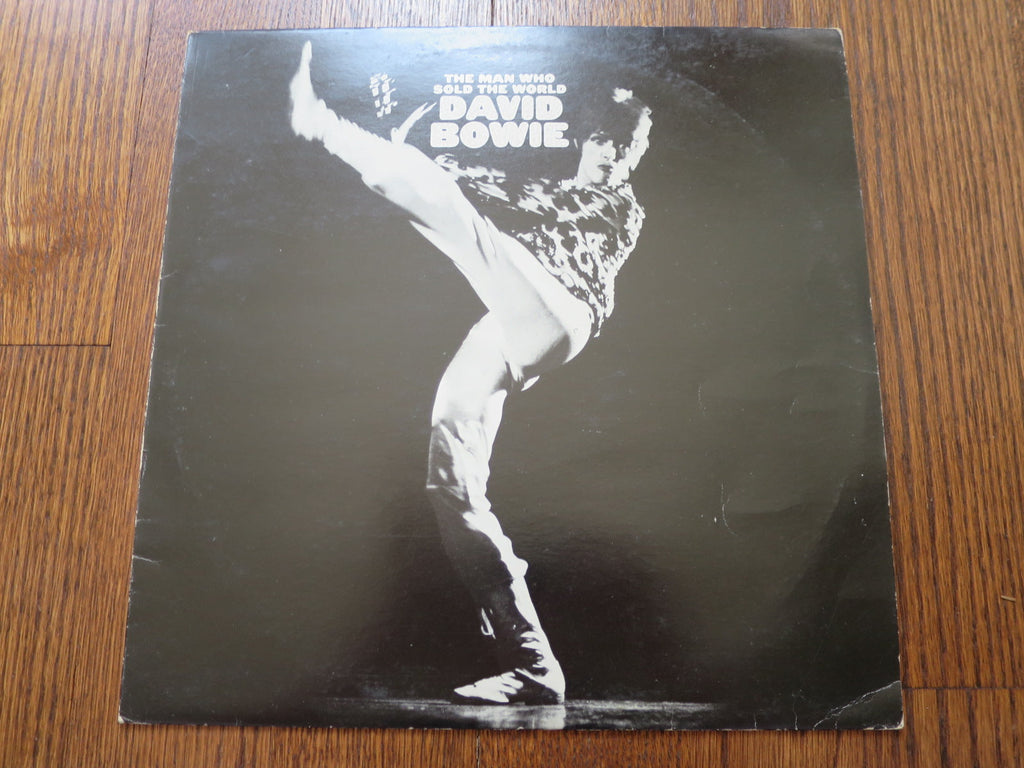 THE MAN WHO
SOLD THE WORLD
DAVID
BOWIE